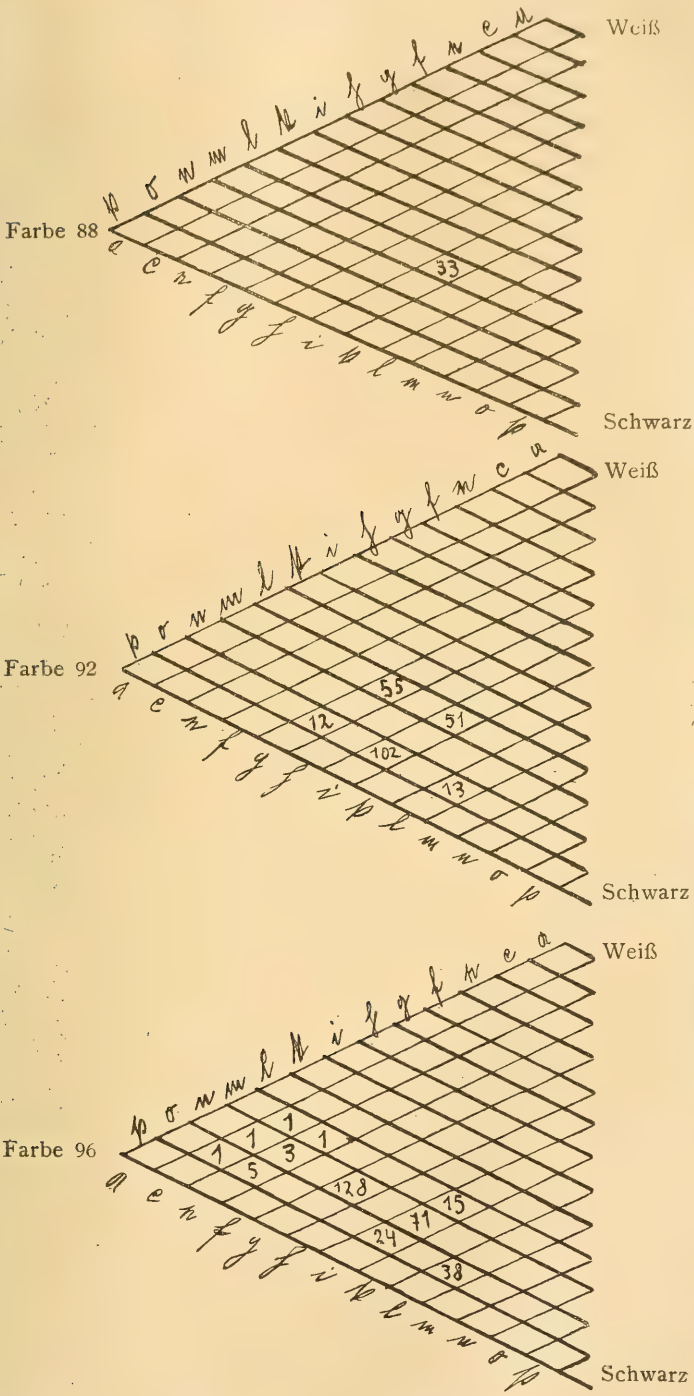 Weiß
p o n m l k i h g f e c a
Farbe 88
33
a c e f g h i k l m n o p
Schwarz
Weiß
p o n m l k i h g f e c a
Farbe 92
55
12 51
102
13
a c e f g h i k l m n o p
Schwarz
Weiß
p o n m l k i h g f e c a
Farbe 96
1
1 1
1 3
5
128
15
71
24
38
a c e f g h i k l m n o p
Schwarz